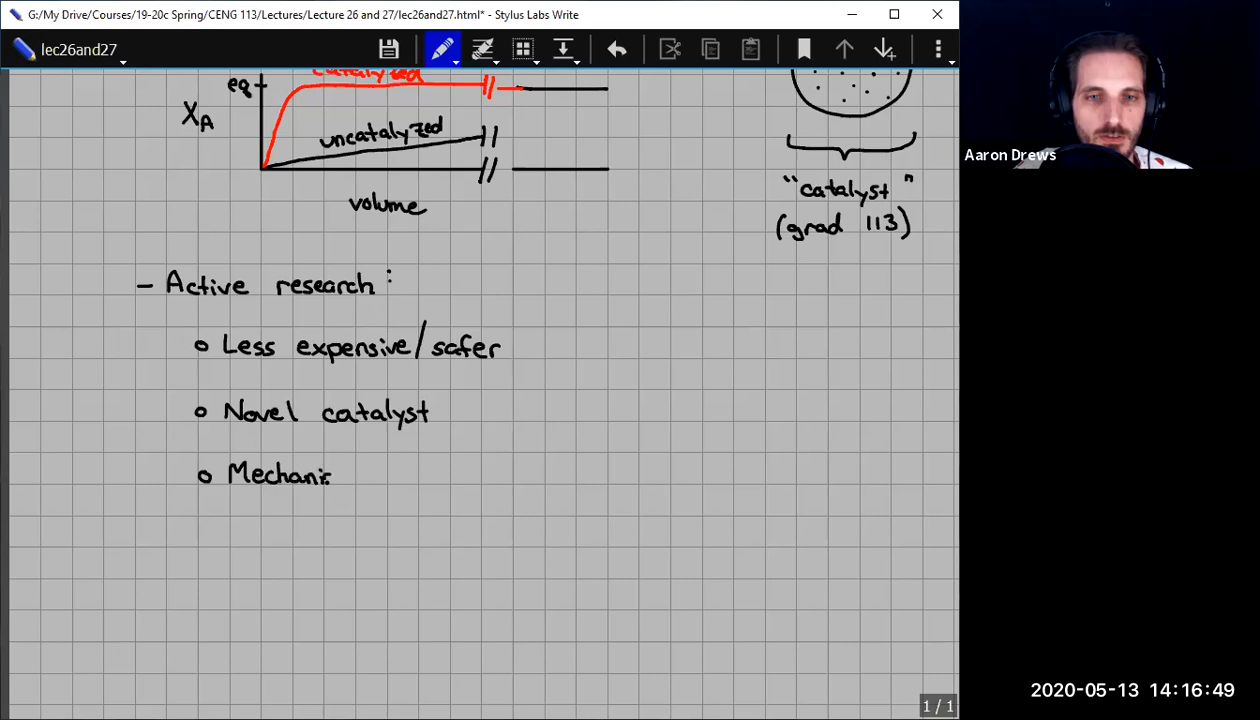 G:/My Drive/Courses/19-20c Spring/CENG 113/Lectures/Lecture 26 and 27/lec26and27.html* - Stylus Labs Write
lec26and27
catalyzed
eq
XA
uncatalyzed
volume
Aaron Drews
"catalyst"
(grad 113)
- Active research:
o Less expensive/safer
o Novel catalyst
o Mechanis
1 / 1
2020-05-13 14:16:49